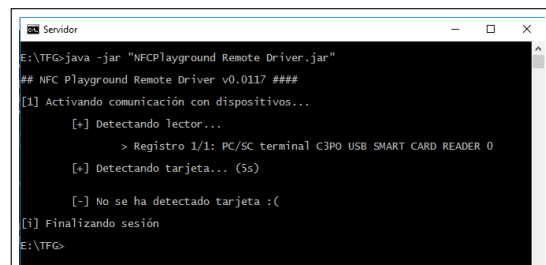 Servidor
E:\TFG>java -jar "NFCPlayground Remote Driver.jar"
## NFC Playground Remote Driver v0.0117 ####
[1] Activando comunicación con dispositivos...
[+] Detectando lector...
> Registro 1/1: PC/SC terminal C3PO USB SMART CARD READER 0
[+] Detectando tarjeta... (5s)
[-] No se ha detectado tarjeta :(
[i] Finalizando sesión
E:\TFG>